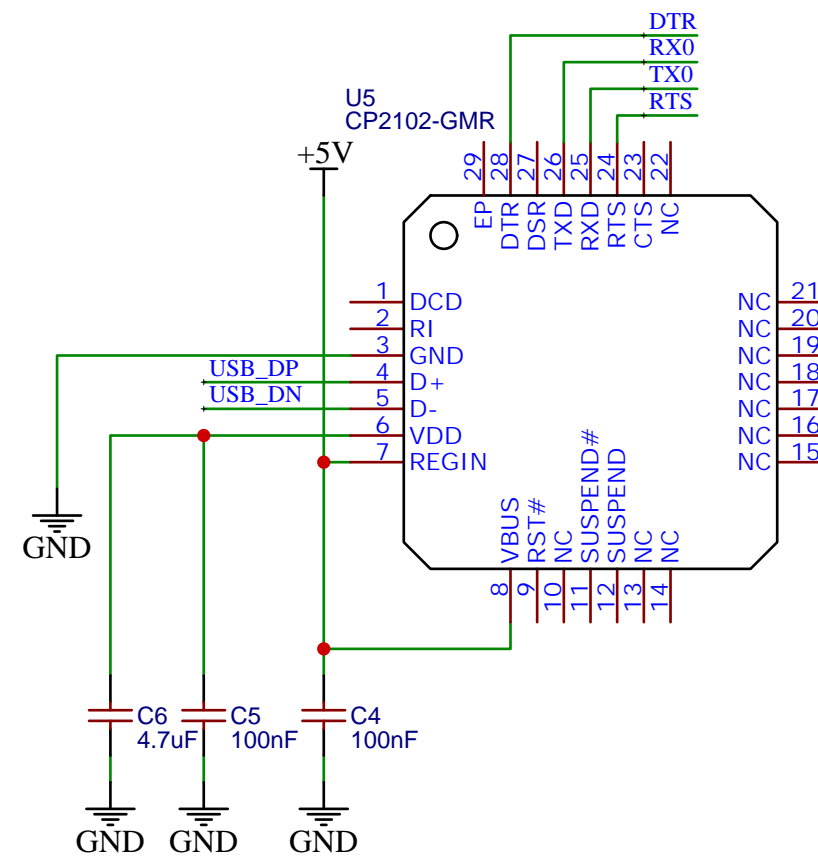 DTR
RX0
TX0
RTS
U5
CP2102-GMR
+5V
29 28 27 26 25 24 23 22
EP DTR DSR TXD RXD RTS CTS NC
1 DCD
2 RI
3 GND
4 D+
5 D-
6 VDD
7 REGIN
USB_DP
USB_DN
NC 21
NC 20
NC 19
NC 18
NC 17
NC 16
NC 15
VBUS RST# NC SUSPEND# SUSPEND NC NC
8 9 10 11 12 13 14
GND
C6
4.7uF
C5
100nF
C4
100nF
GND GND GND